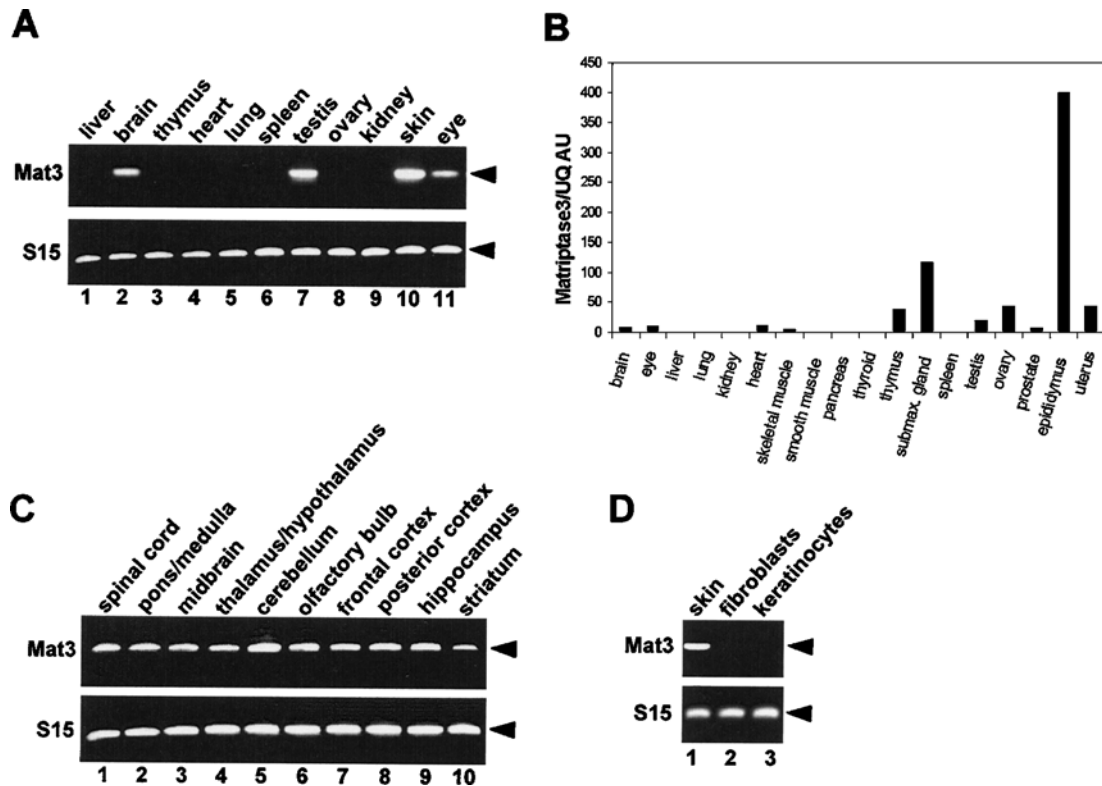 A
liver
brain
thymus
heart
lung
spleen
testis
ovary
kidney
skin
eye
Mat3
S15
1 2 3 4 5 6 7 8 9 10 11
B
Matriptase3/UQ AU
450
400
350
300
250
200
150
100
50
0
brain
eye
liver
lung
kidney
heart
skeletal muscle
smooth muscle
pancreas
thyroid
thymus
submax. gland
spleen
testis
ovary
prostate
epididymus
uterus
C
spinal cord
pons/medulla
midbrain
thalamus/hypothalamus
cerebellum
olfactory bulb
frontal cortex
posterior cortex
hippocampus
striatum
Mat3
S15
1 2 3 4 5 6 7 8 9 10
D
skin
fibroblasts
keratinocytes
Mat3
S15
1 2 3